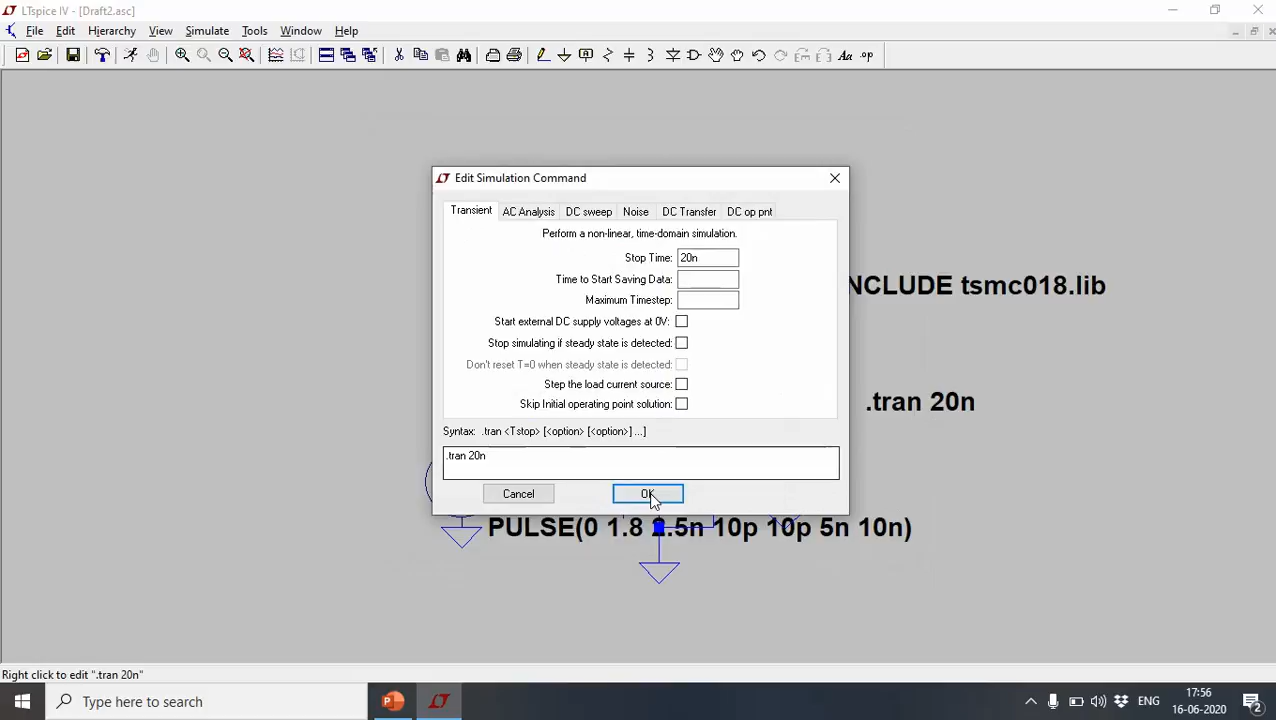 LTspice IV - [Draft2.asc]
File Edit Hierarchy View Simulate Tools Window Help
Aa .op
Edit Simulation Command
Transient AC Analysis DC sweep Noise DC Transfer DC op pnt
Perform a non-linear, time-domain simulation.
Stop Time: 20n
Time to Start Saving Data:
Maximum Timestep:
Start external DC supply voltages at 0V:
Stop simulating if steady state is detected:
Don't reset T=0 when steady state is detected:
Step the load current source:
Skip Initial operating point solution:
Syntax: .tran <Tstop> [<option> [<option>] ...]
.tran 20n
Cancel OK
NCLUDE tsmc018.lib
.tran 20n
PULSE(0 1.8 2.5n 10p 10p 5n 10n)
Right click to edit ".tran 20n"
Type here to search
ENG
17:56
16-06-2020
2